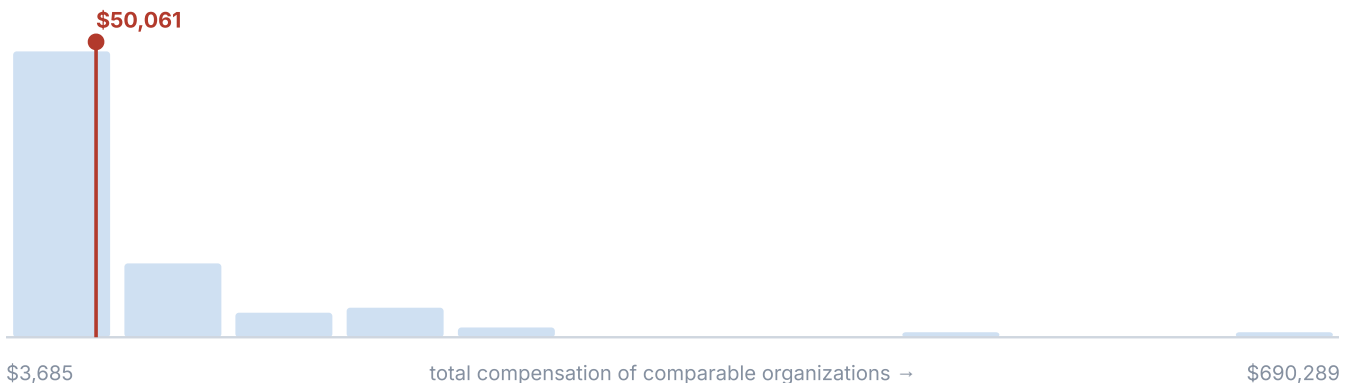 $50,061
$3,685 total compensation of comparable organizations → $690,289